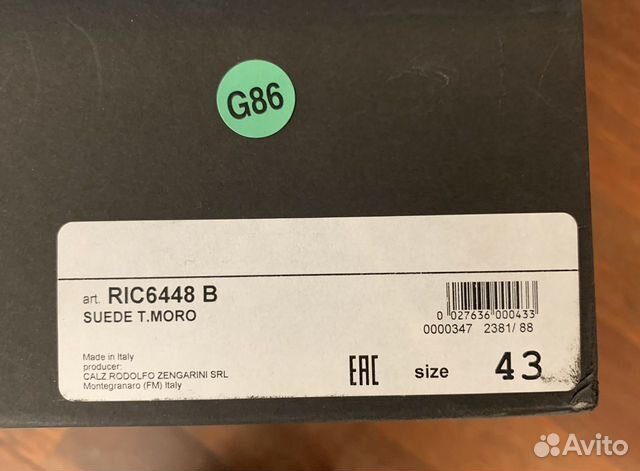 G86
art. RIC6448 B
SUEDE T.MORO
0 027636 000433
0000347 2381/88
Made in Italy
producer:
CALZ.RODOLFO ZENGARINI SRL
Montegranaro (FM) Italy
EAC size 43
Avito